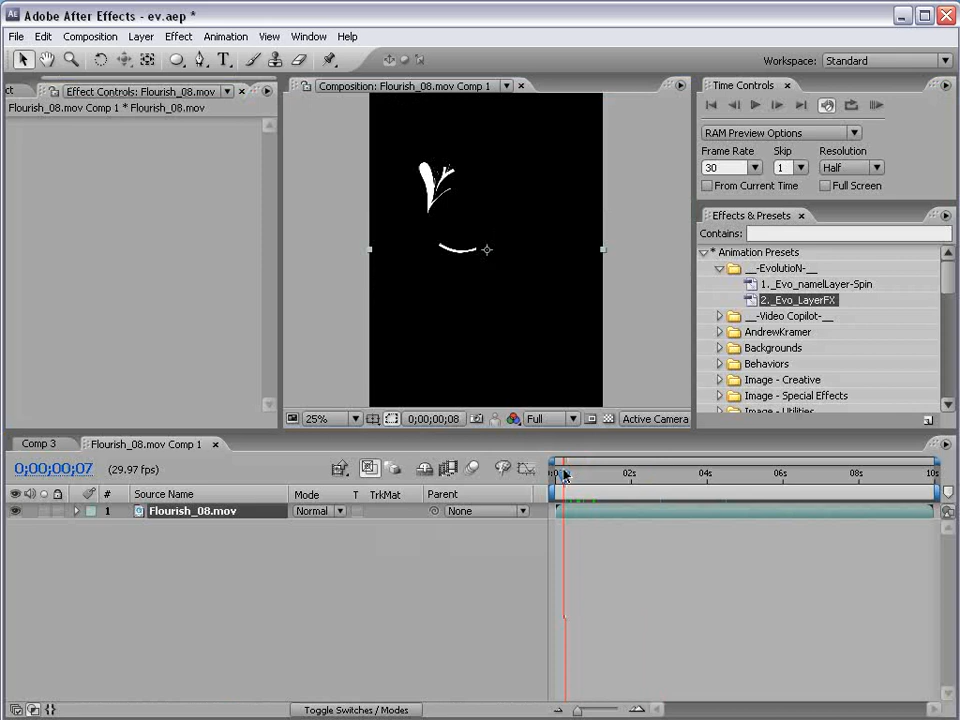 Adobe After Effects - ev.aep *
File Edit Composition Layer Effect Animation View Window Help
Workspace: Standard
ct Effect Controls: Flourish_08.mov
Flourish_08.mov Comp 1 * Flourish_08.mov
Composition: Flourish_08.mov Comp 1
Time Controls
RAM Preview Options
Frame Rate Skip Resolution
30 1 Half
From Current Time Full Screen
Effects & Presets
Contains:
* Animation Presets
__-EvolutioN-__
1._Evo_namelLayer-Spin
2._Evo_LayerFX
__-Video Copilot-__
AndrewKramer
Backgrounds
Behaviors
Image - Creative
Image - Special Effects
Image - Utilities
25% 0;00;00;08 Full Active Camera
Comp 3 Flourish_08.mov Comp 1
0;00;00;07 (29.97 fps)
02s 04s 06s 08s 10s
# Source Name Mode T TrkMat Parent
1 Flourish_08.mov Normal None
Toggle Switches / Modes